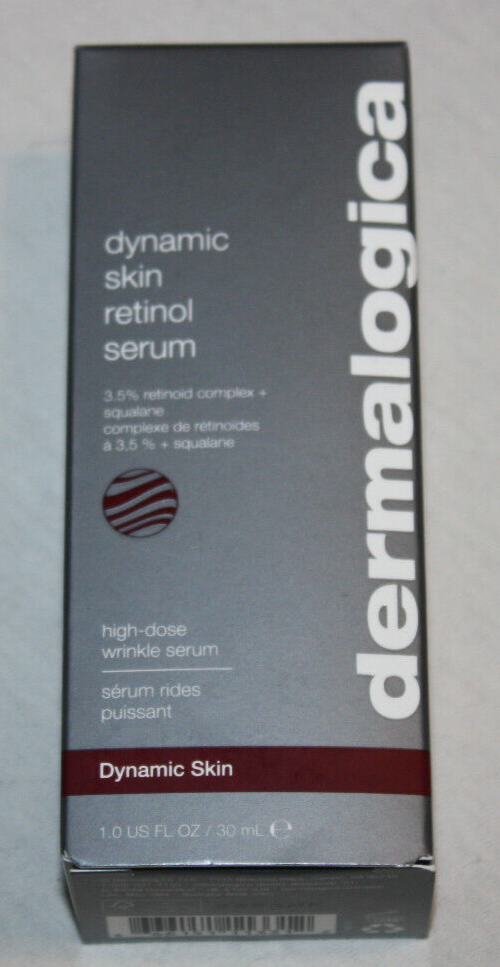 dermalogica
dynamic
skin
retinol
serum
3.5% retinoid complex +
squalane
complexe de rétinoïdes
à 3,5 % + squalane
high-dose
wrinkle serum
sérum rides
puissant
Dynamic Skin
1.0 US FL OZ / 30 mL ℮